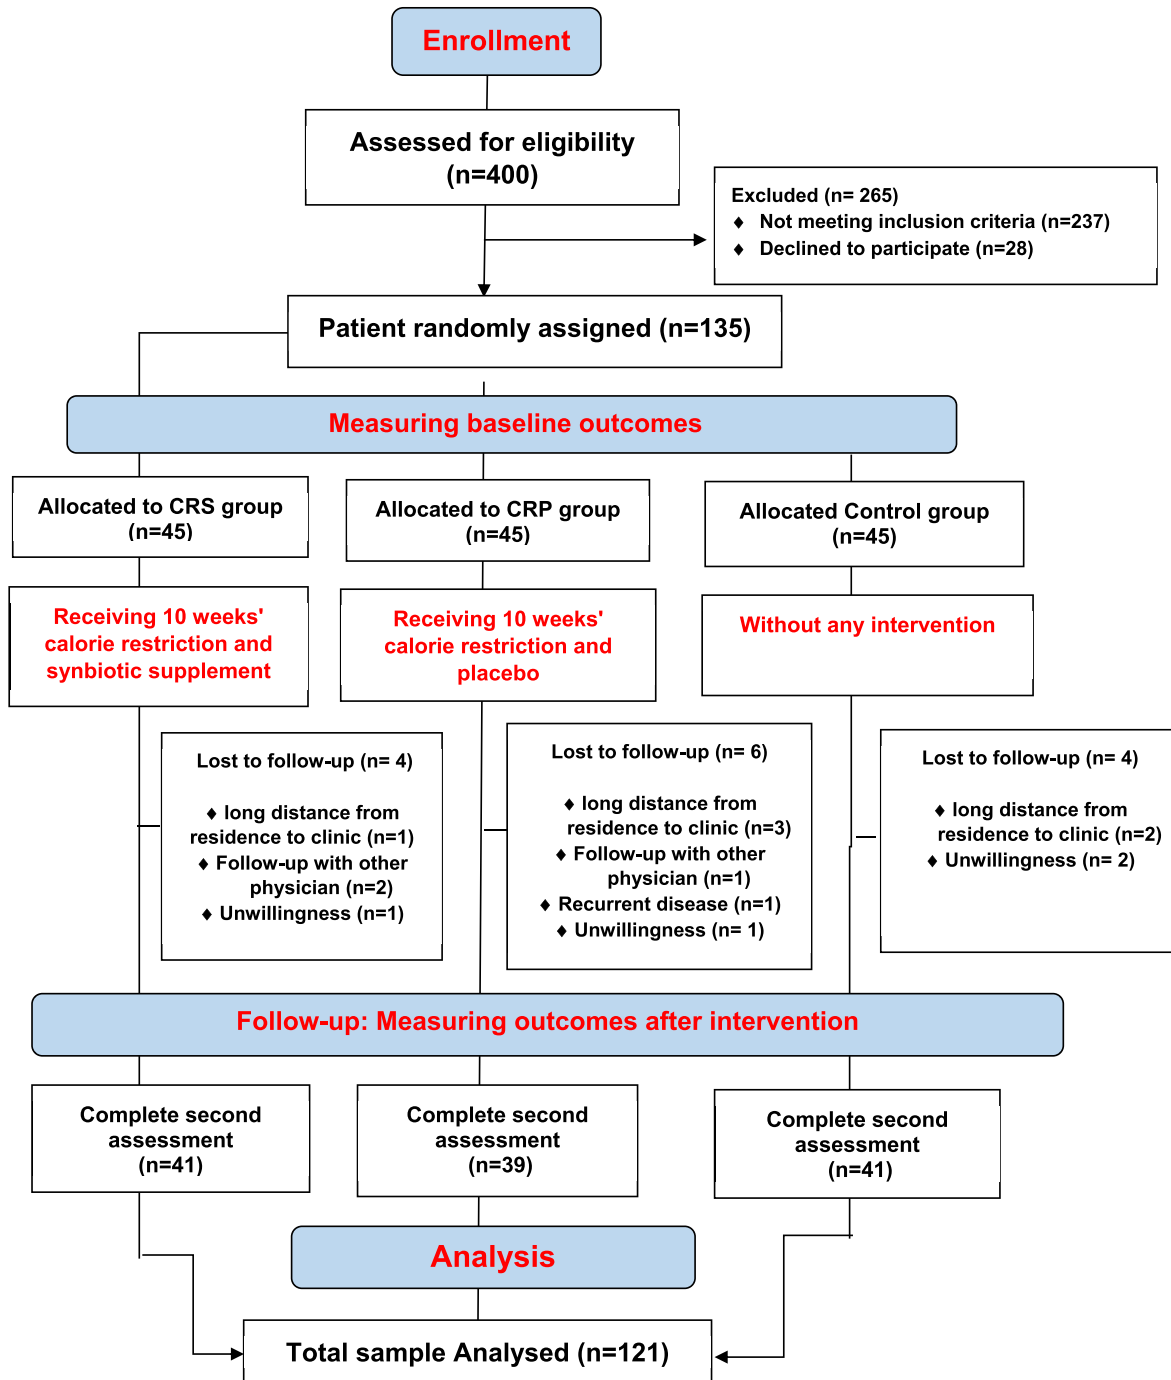 Enrollment
Assessed for eligibility
(n=400)
Excluded (n= 265)
♦ Not meeting inclusion criteria (n=237)
♦ Declined to participate (n=28)
Patient randomly assigned (n=135)
Measuring baseline outcomes
Allocated to CRS group
(n=45)
Allocated to CRP group
(n=45)
Allocated Control group
(n=45)
Receiving 10 weeks'
calorie restriction and
synbiotic supplement
Receiving 10 weeks'
calorie restriction and
placebo
Without any intervention
Lost to follow-up (n= 4)
♦ long distance from
residence to clinic (n=1)
♦ Follow-up with other
physician (n=2)
♦ Unwillingness (n=1)
Lost to follow-up (n= 6)
♦ long distance from
residence to clinic (n=3)
♦ Follow-up with other
physician (n=1)
♦ Recurrent disease (n=1)
♦ Unwillingness (n= 1)
Lost to follow-up (n= 4)
♦ long distance from
residence to clinic (n=2)
♦ Unwillingness (n= 2)
Follow-up: Measuring outcomes after intervention
Complete second
assessment
(n=41)
Complete second
assessment
(n=39)
Complete second
assessment
(n=41)
Analysis
Total sample Analysed (n=121)